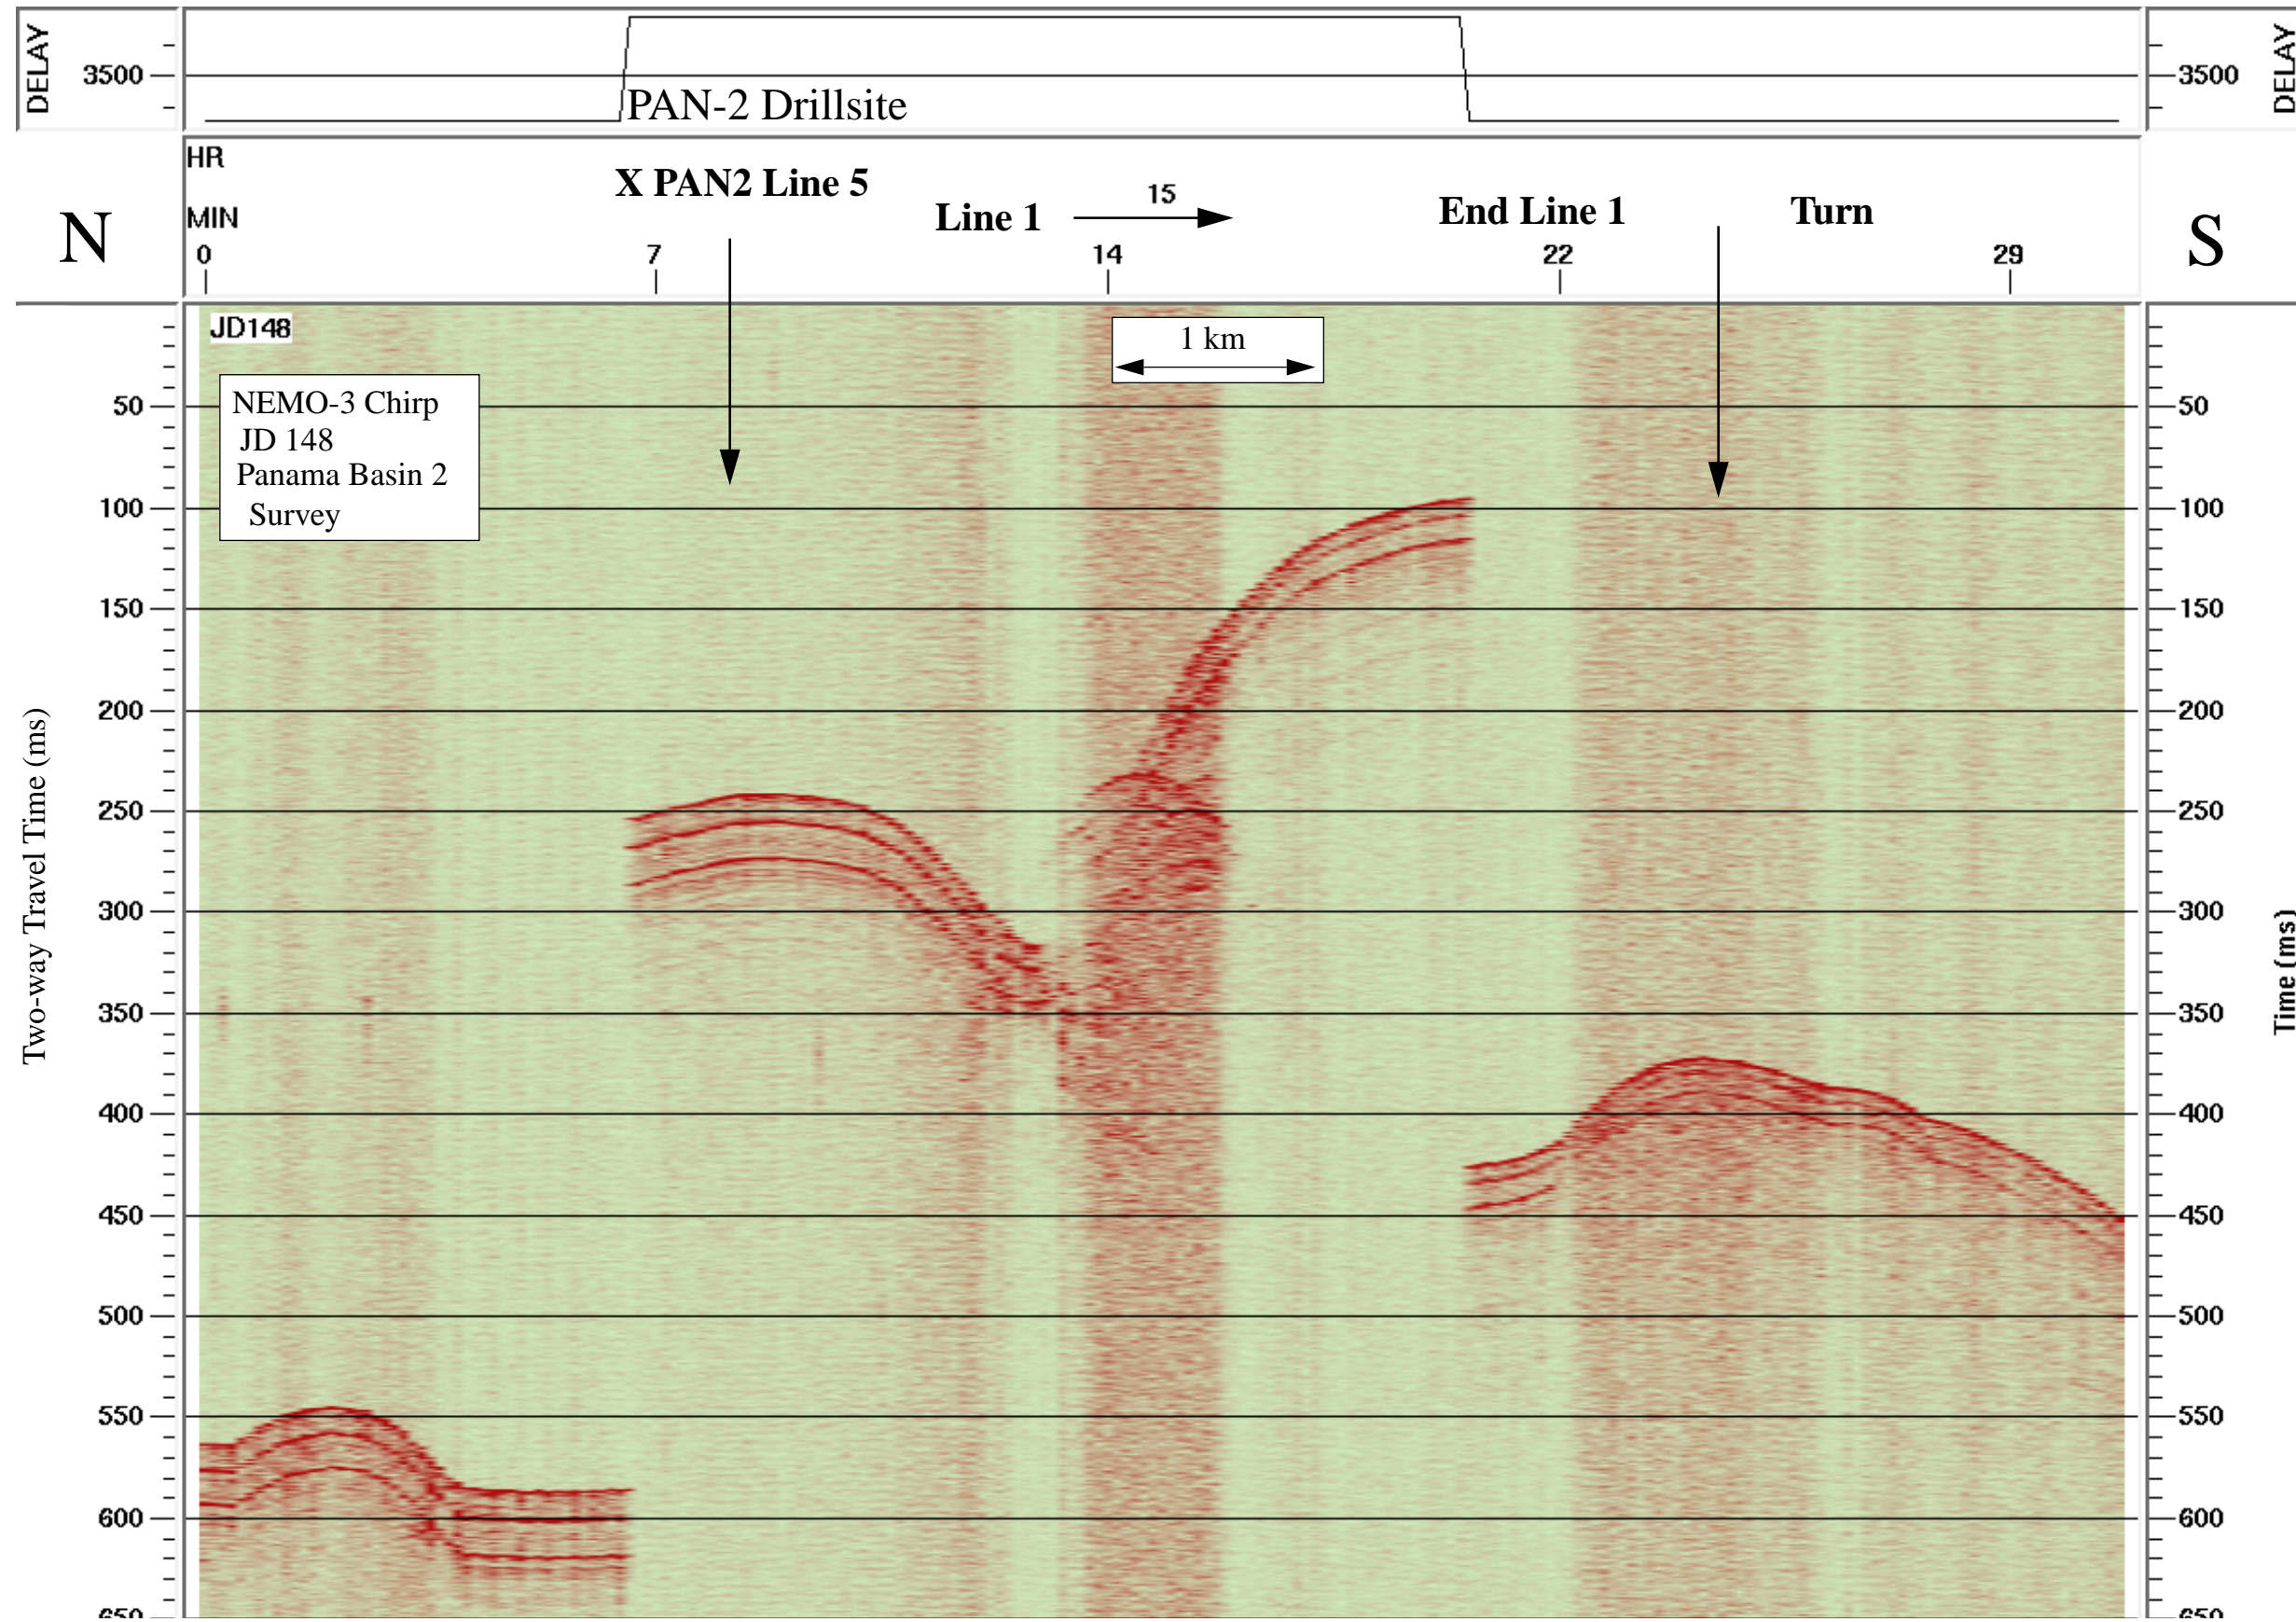 DELAY
3500
3500
DELAY
PAN-2 Drillsite
HR
X PAN2 Line 5
15
MIN
Line 1
End Line 1
Turn
N
S
0
7
14
22
29
JD148
1 km
NEMO-3 Chirp
JD 148
Panama Basin 2
Survey
50
50
100
100
150
150
200
200
250
250
300
300
350
350
400
400
450
450
500
500
550
550
600
600
650
650
Two-way Travel Time (ms)
Time (ms)